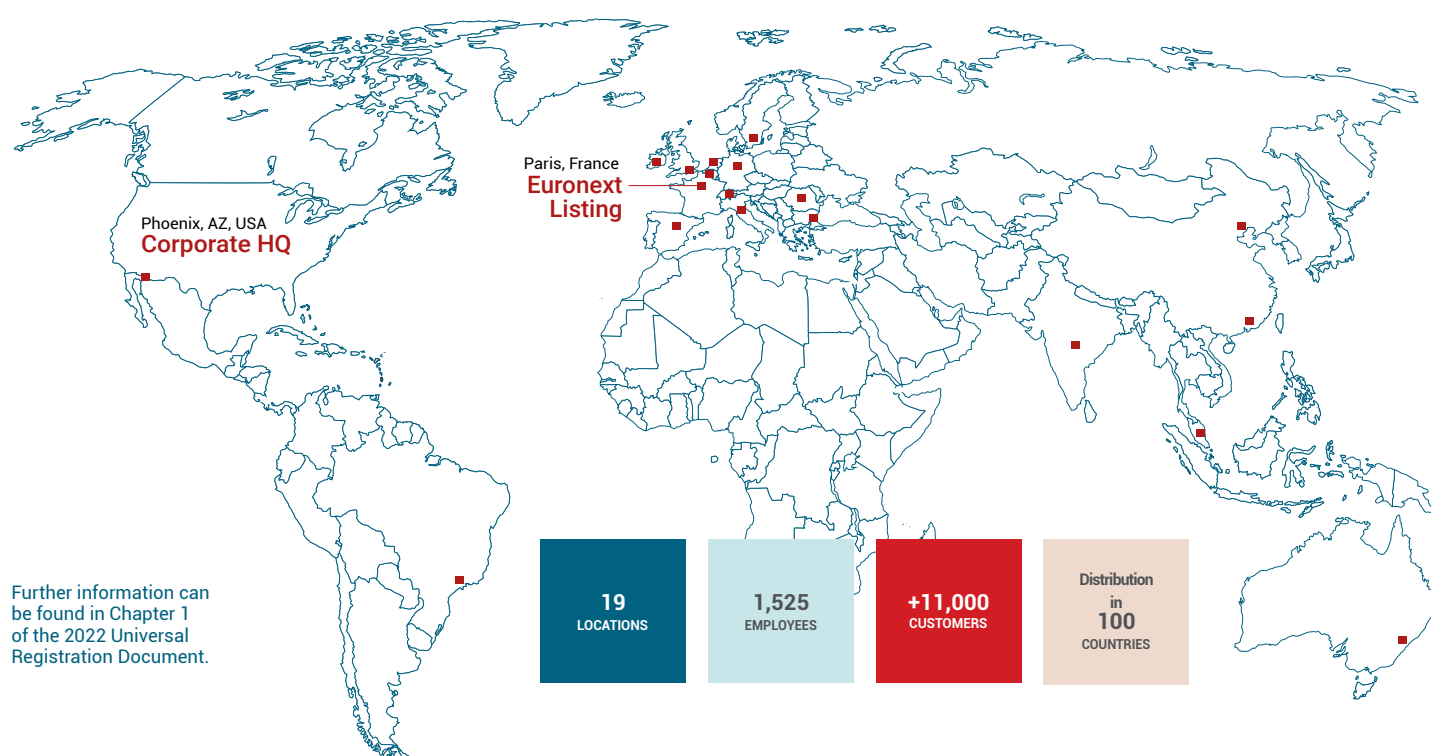 Paris, France
Euronext
Listing
Phoenix, AZ, USA
Corporate HQ
Further information can
be found in Chapter 1
of the 2022 Universal
Registration Document.
19
LOCATIONS
1,525
EMPLOYEES
+11,000
CUSTOMERS
Distribution
in
100
COUNTRIES